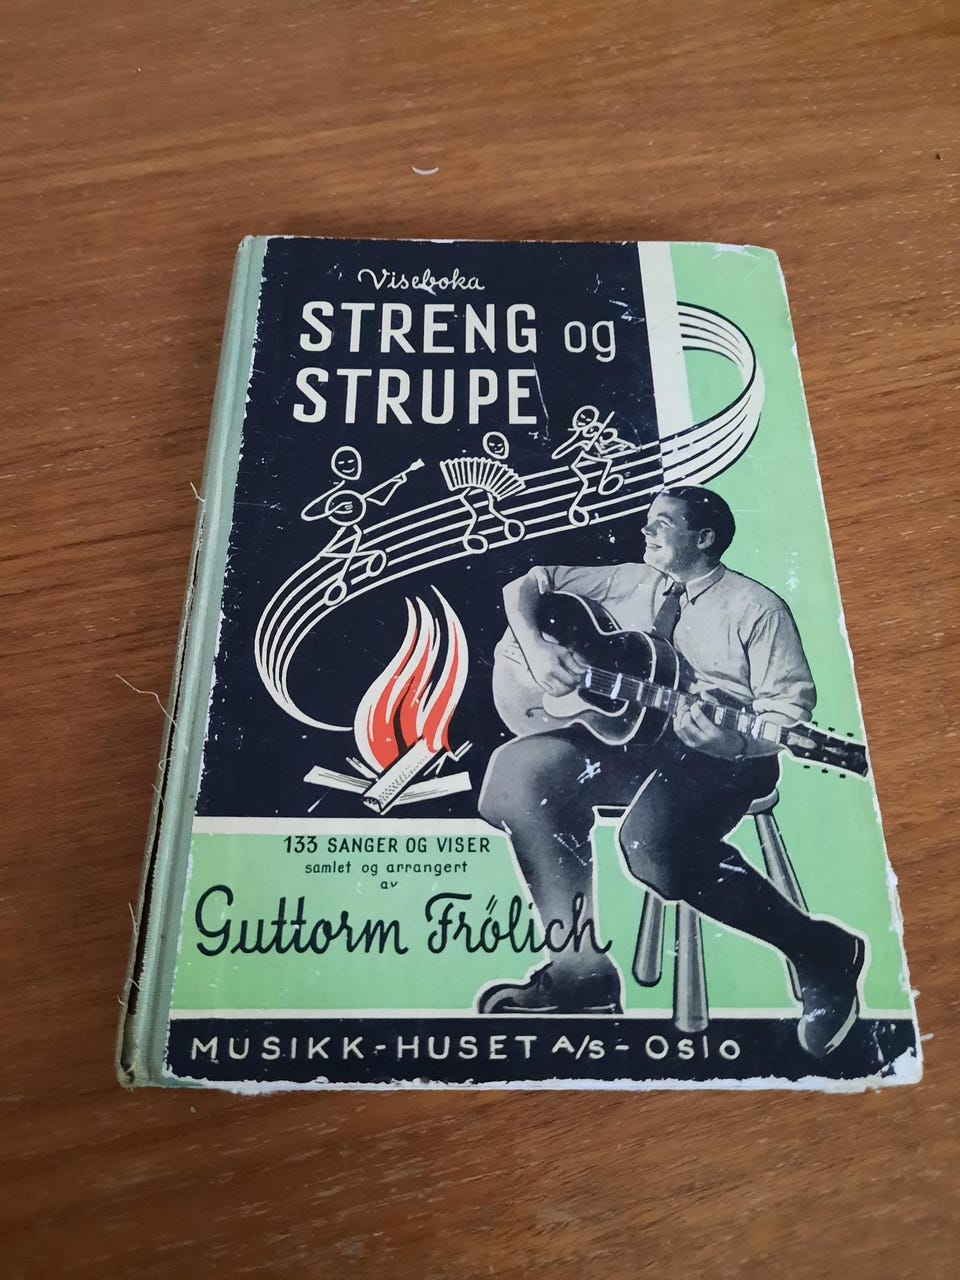 Viseboka
STRENG og
STRUPE
133 SANGER OG VISER
samlet og arrangert
av
Guttorm Frölich
MUSIKK-HUSET A/S - OSlO